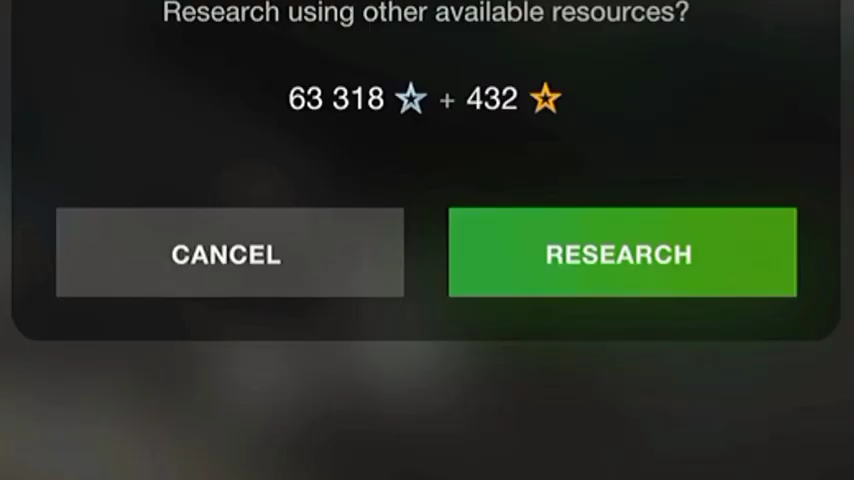 Research using other available resources?
63 318 + 432
CANCEL
RESEARCH